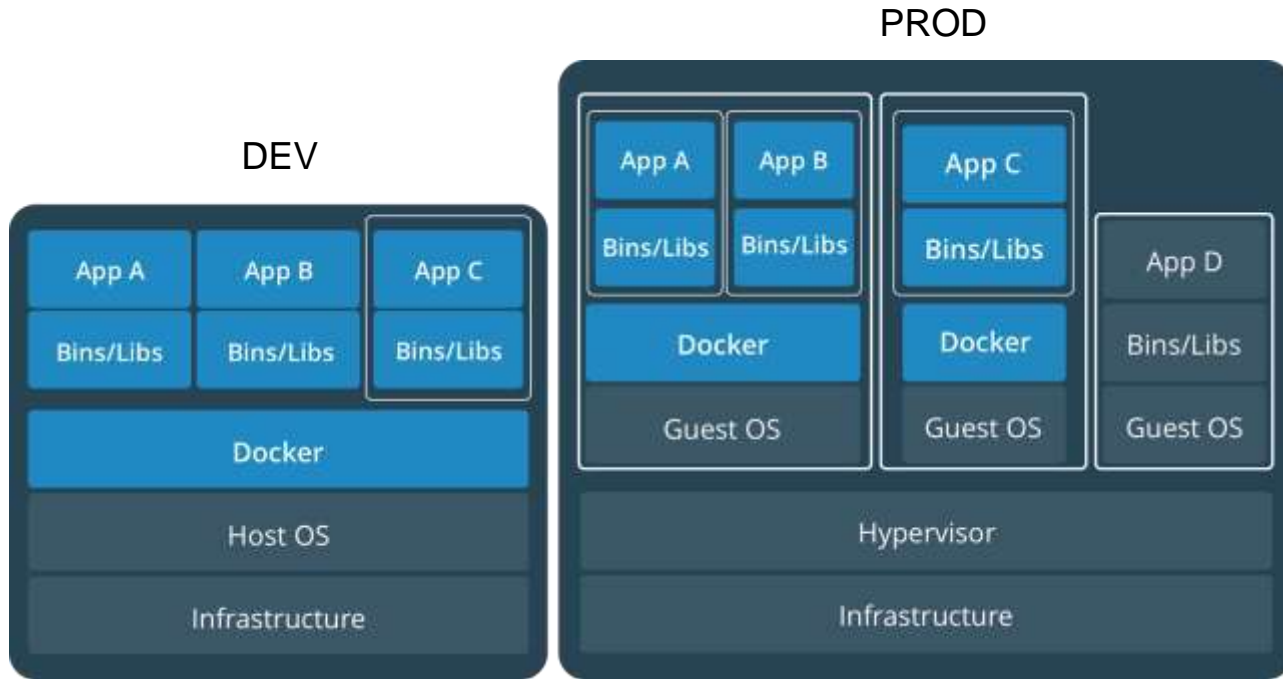 PROD
DEV
App A
App B
App C
Bins/Libs
Bins/Libs
Bins/Libs
Docker
Host OS
Infrastructure
App A
App B
App C
Bins/Libs
Bins/Libs
Bins/Libs
App D
Docker
Docker
Bins/Libs
Guest OS
Guest OS
Guest OS
Hypervisor
Infrastructure